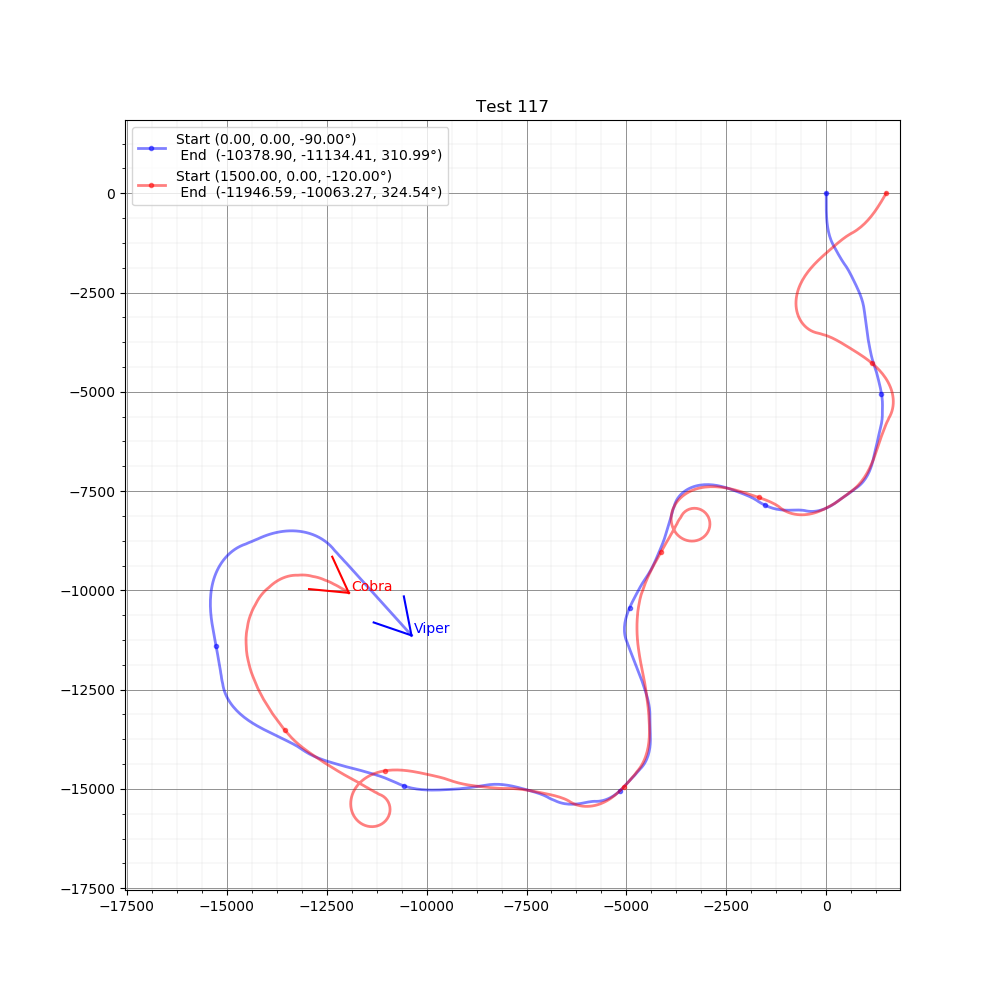 Test 117
Start (0.00, 0.00, -90.00°)
End  (-10378.90, -11134.41, 310.99°)
Start (1500.00, 0.00, -120.00°)
End  (-11946.59, -10063.27, 324.54°)
0
−2500
−5000
−7500
−10000
−12500
−15000
−17500
Cobra
Viper
−17500 −15000 −12500 −10000 −7500 −5000 −2500 0